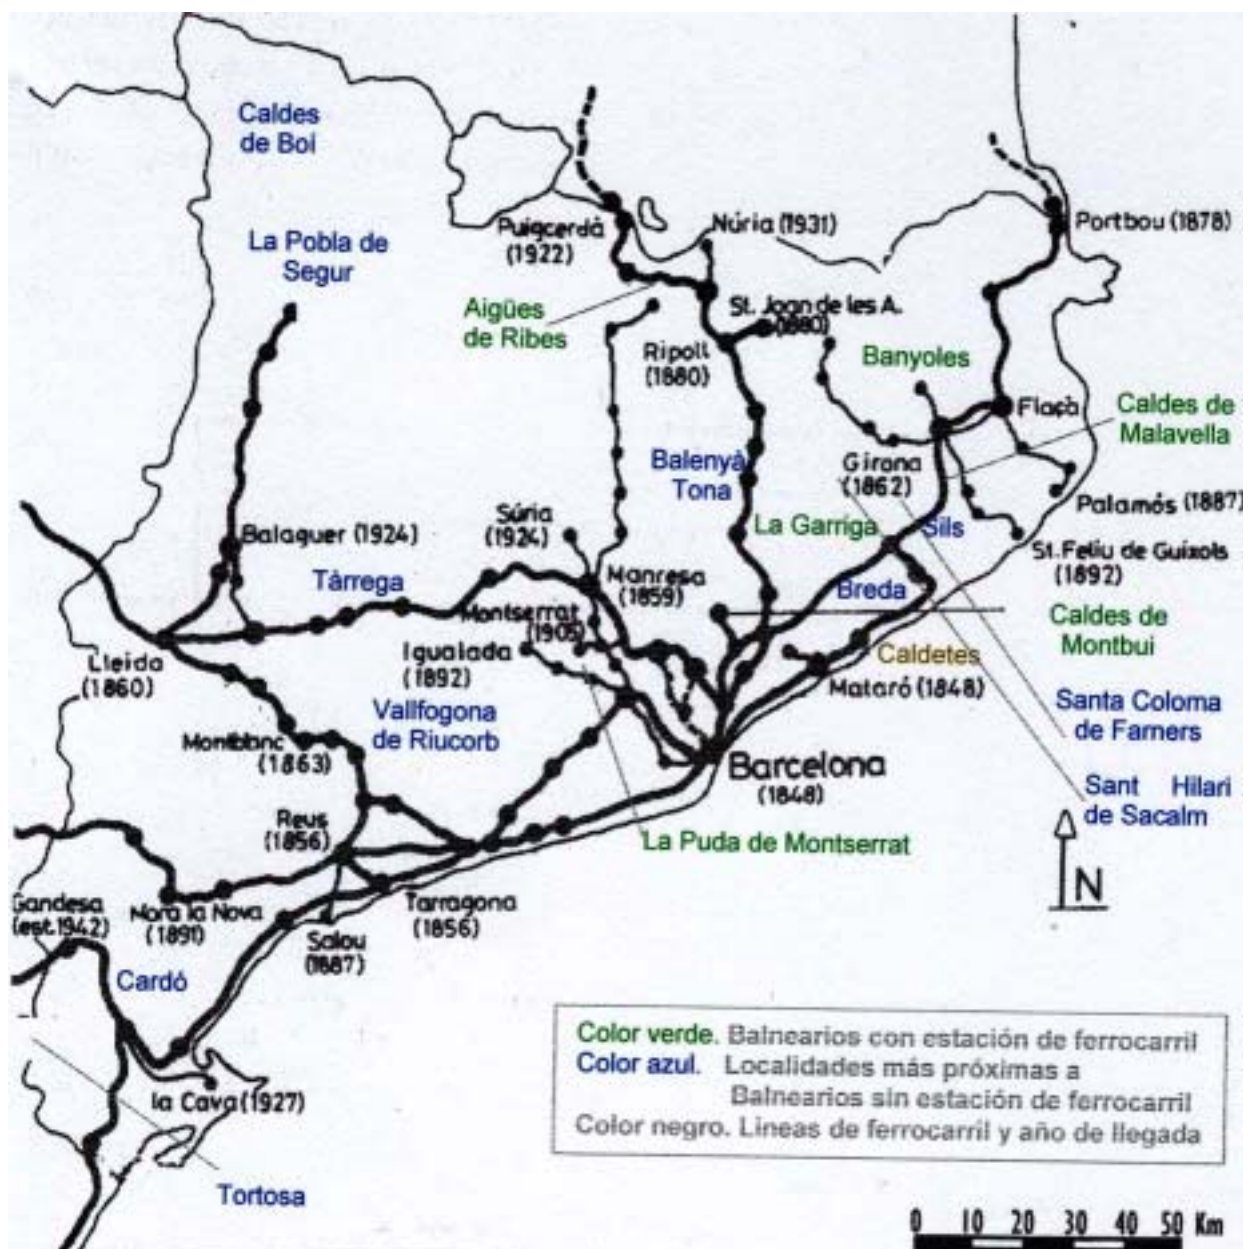 Caldes
de Boí
La Pobla de
Segur
Puigcerdà
(1922)
Núria (1931)
Portbou (1878)
Aigües
de Ribes
St. Joan de les A.
(1880)
Ripoll
(1880)
Banyoles
Flaçà
Caldes de
Malavella
Balenyà
Tona
Girona
(1862)
Palamós (1887)
Súria
(1924)
La Garriga
Sils
St. Feliu de Guixols
(1892)
Balaguer (1924)
Tàrrega
Manresa
(1859)
Breda
Montserrat
(1905)
Caldes de
Montbui
Lleida
(1860)
Igualada
(1892)
Caldetes
Mataró (1848)
Vallfogona
de Riucorb
Santa Coloma
de Farners
Montblanc
(1863)
Barcelona
(1848)
Sant Hilari
de Sacalm
Reus
(1856)
La Puda de Montserrat
N
Gandesa
(est.1942)
Mora la Nova
(1891)
Tarragona
(1856)
Salou
(1887)
Cardó
la Cava (1927)
Tortosa
Color verde. Balnearios con estación de ferrocarril
Color azul. Localidades más próximas a
Balnearios sin estación de ferrocarril
Color negro. Lineas de ferrocarril y año de llegada
0 10 20 30 40 50 Km